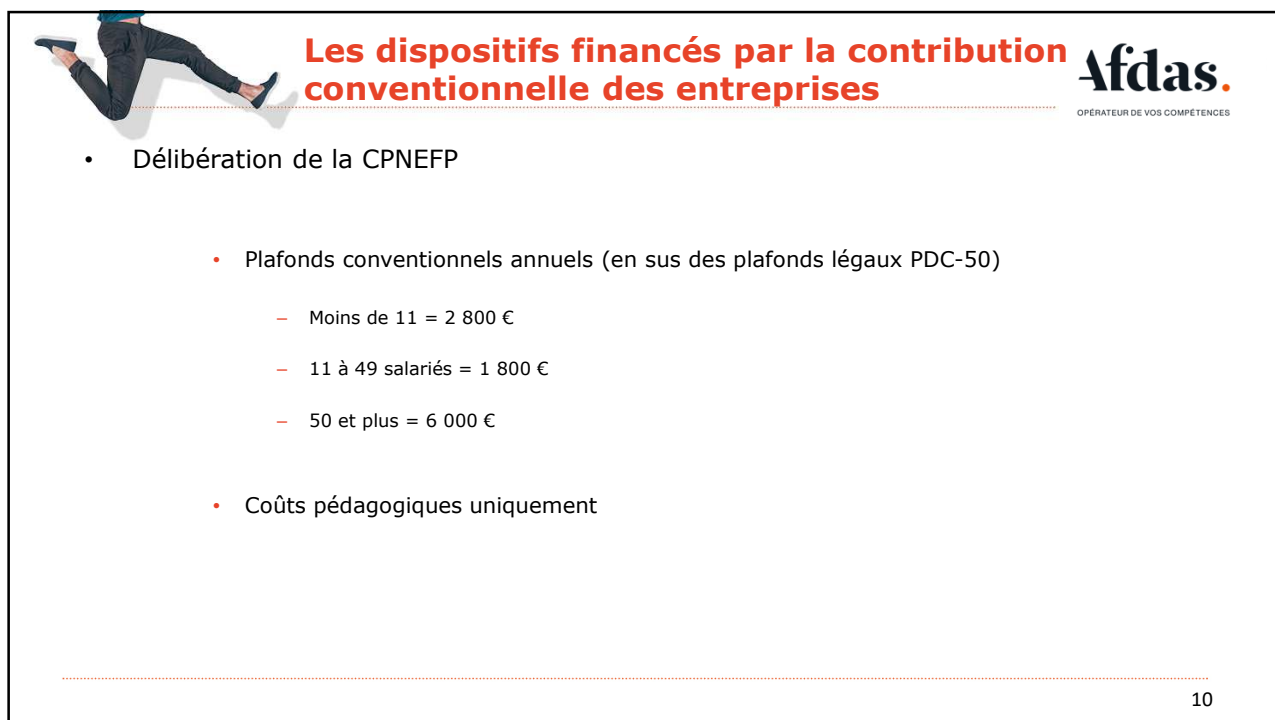 Les dispositifs financés par la contribution
conventionnelle des entreprises
Afdas.
OPÉRATEUR DE VOS COMPÉTENCES
• Délibération de la CPNEFP
• Plafonds conventionnels annuels (en sus des plafonds légaux PDC-50)
– Moins de 11 = 2 800 €
– 11 à 49 salariés = 1 800 €
– 50 et plus = 6 000 €
• Coûts pédagogiques uniquement
10